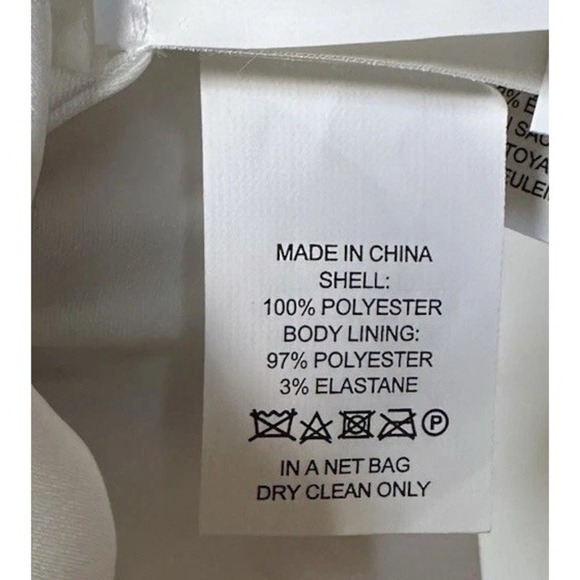 MADE IN CHINA
SHELL:
100% POLYESTER
BODY LINING:
97% POLYESTER
3% ELASTANE
P
IN A NET BAG
DRY CLEAN ONLY